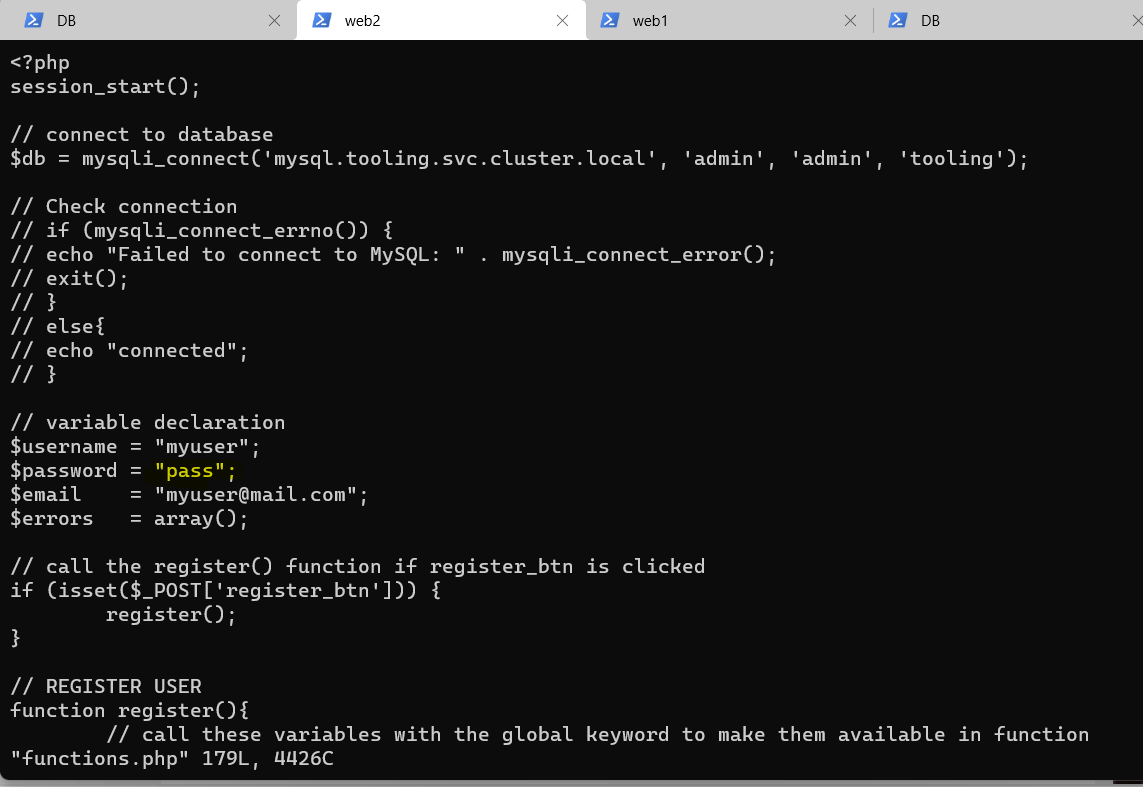 DB web2 web1 DB
<?php
session_start();
// connect to database
$db = mysqli_connect('mysql.tooling.svc.cluster.local', 'admin', 'admin', 'tooling');
// Check connection
// if (mysqli_connect_errno()) {
// echo "Failed to connect to MySQL: " . mysqli_connect_error();
// exit();
// }
// else{
// echo "connected";
// }
// variable declaration
$username = "myuser";
$password = "pass";
$email    = "myuser@mail.com";
$errors   = array();
// call the register() function if register_btn is clicked
if (isset($_POST['register_btn'])) {
        register();
}
// REGISTER USER
function register(){
        // call these variables with the global keyword to make them available in function
"functions.php" 179L, 4426C